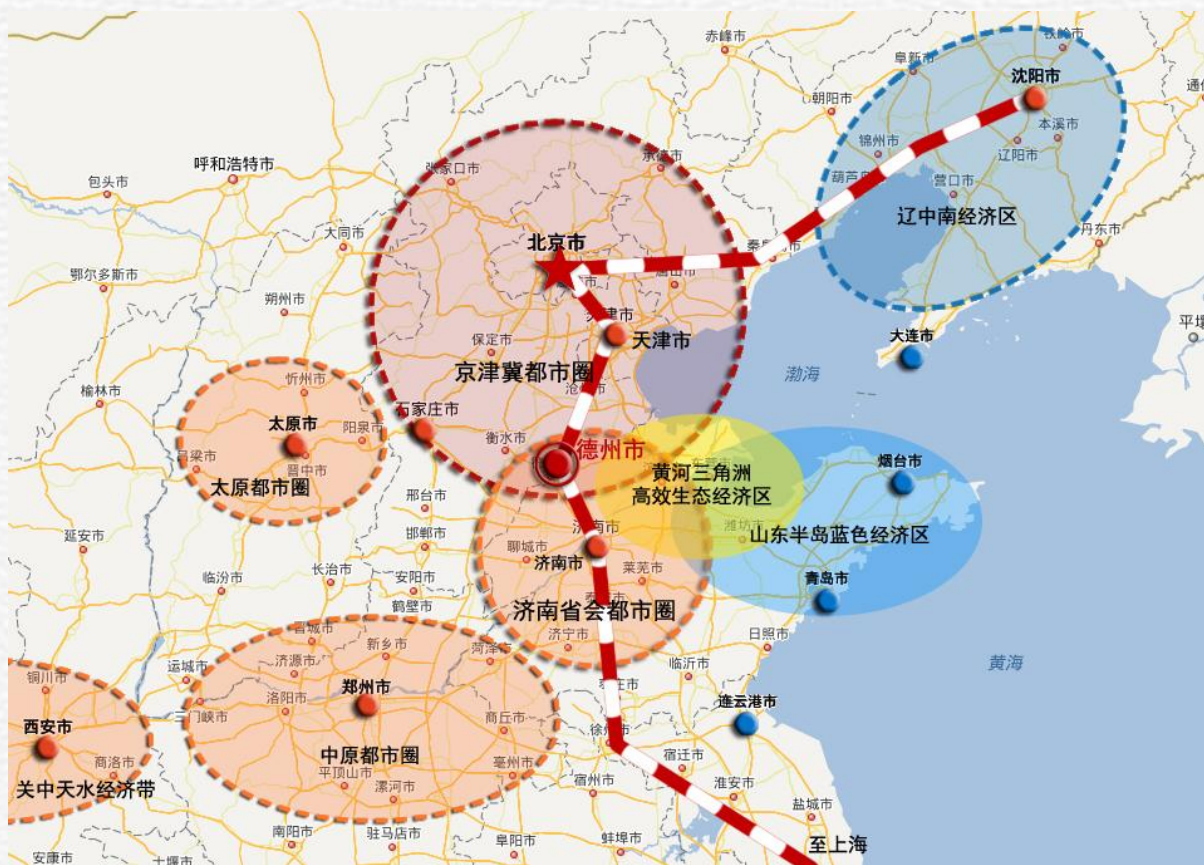 赤峰市
铁岭市
阜新市
沈阳市
朝阳市
本溪市
锦州市
辽阳市
张家口市
承德市
呼和浩特市
包头市
营口市
辽中南经济区
丹东市
大同市
北京市
鄂尔多斯市
唐山市
朔州市
天津市
大连市
平壤
保定市
京津冀都市圈
渤海
忻州市
榆林市
石家庄市
太原市
阳泉市
衡水市
德州市
吕梁市
晋中市
太原都市圈
黄河三角洲
高效生态经济区
烟台市
邢台市
济南市
潍坊市
山东半岛蓝色经济区
延安市
邯郸市
聊城市
济南市
莱芜市
临汾市
长治市
安阳市
青岛市
鹤壁市
济南省会都市圈
晋城市
新乡市
济宁市
日照市
菏泽市
运城市
济源市
临沂市
黄海
铜川市
郑州市
枣庄市
三门峡市
洛阳市
商丘市
连云港市
西安市
徐州市
中原都市圈
宿迁市
商洛市
平顶山市
亳州市
关中天水经济带
漯河市
宿州市
淮安市
盐城市
南阳市
驻马店市
阜阳市
蚌埠市
至上海
安康市
十堰市